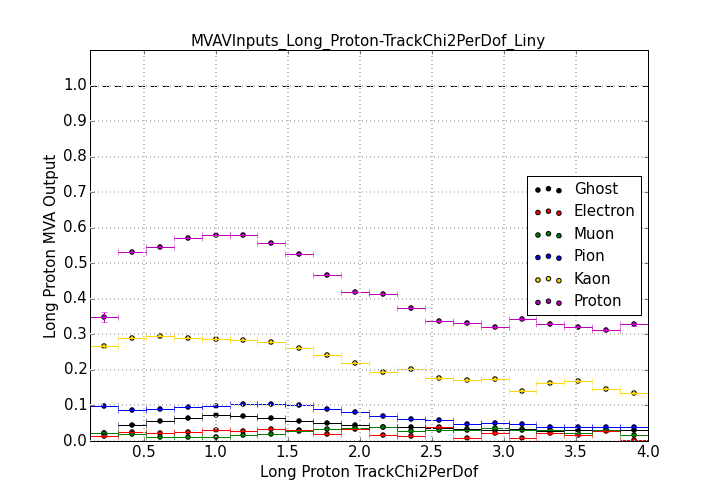 MVAVInputs_Long_Proton-TrackChi2PerDof_Liny
Long Proton MVA Output
1.0
0.9
0.8
0.7
0.6
0.5
0.4
0.3
0.2
0.1
0.0
Ghost
Electron
Muon
Pion
Kaon
Proton
0.5 1.0 1.5 2.0 2.5 3.0 3.5 4.0
Long Proton TrackChi2PerDof